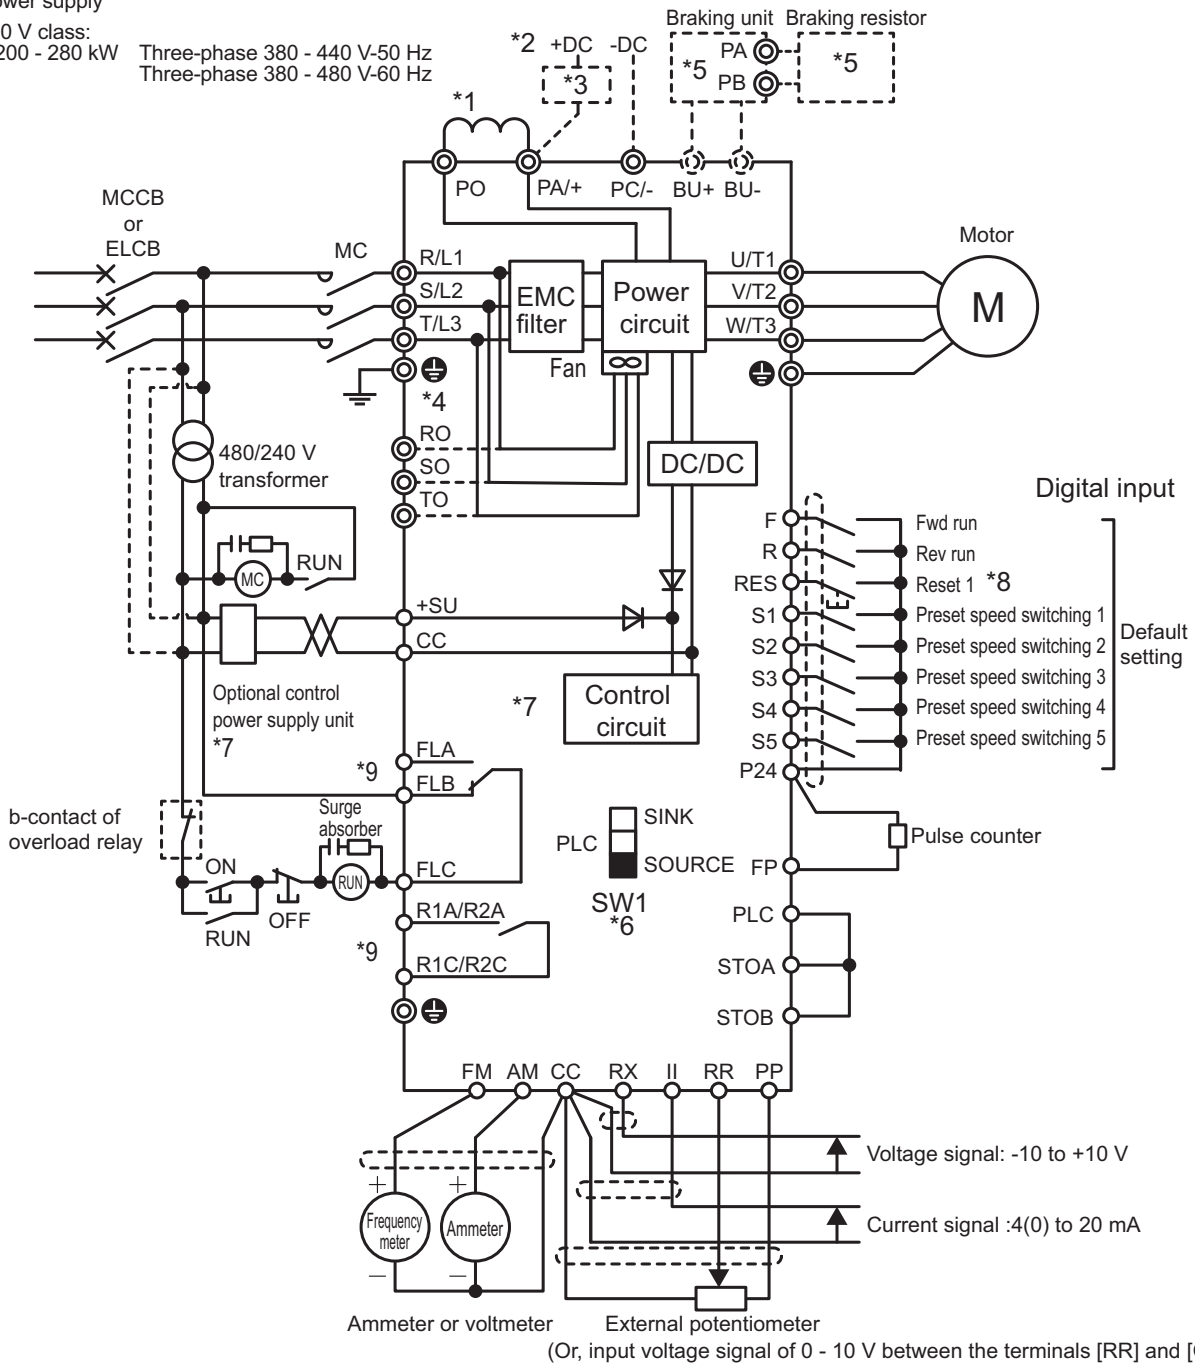 power supply
0 V class:
200 - 280 kW Three-phase 380 - 440 V-50 Hz
Three-phase 380 - 480 V-60 Hz
*1
*2 +DC -DC
*3
Braking unit Braking resistor
PA
PB
*5
*5
PO PA/+ PC/- BU+ BU-
MCCB
or
ELCB
MC
R/L1
S/L2
T/L3
EMC
filter
Power
circuit
Fan
U/T1
V/T2
W/T3
Motor
M
*4
RO
SO
TO
480/240 V
transformer
DC/DC
MC
RUN
+SU
CC
Optional control
power supply unit
*7
*7
Control
circuit
Digital input
F Fwd run
R Rev run
RES Reset 1 *8
S1 Preset speed switching 1
S2 Preset speed switching 2
S3 Preset speed switching 3
S4 Preset speed switching 4
S5 Preset speed switching 5
P24
Default
setting
*9
FLA
FLB
FLC
b-contact of
overload relay
Surge
absorber
ON
RUN
OFF
RUN
SINK
PLC
SOURCE
SW1
*6
FP
Pulse counter
*9
R1A/R2A
R1C/R2C
PLC
STOA
STOB
FM AM CC RX II RR PP
Voltage signal: -10 to +10 V
Current signal :4(0) to 20 mA
+ +
Frequency
meter
Ammeter
– –
Ammeter or voltmeter
External potentiometer
(Or, input voltage signal of 0 - 10 V between the terminals [RR] and